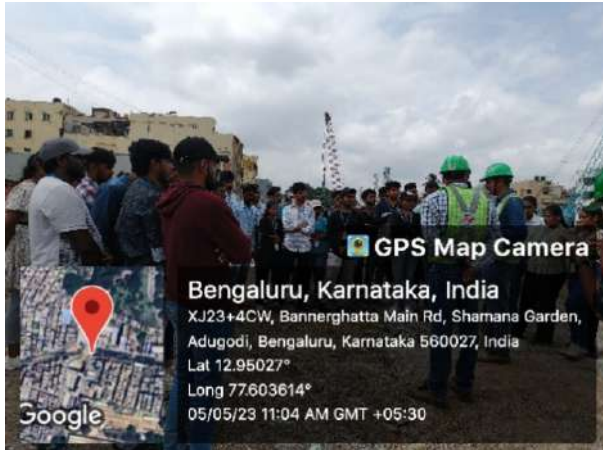 GPS Map Camera
Bengaluru, Karnataka, India
XJ23+4CW, Bannerghatta Main Rd, Shamana Garden,
Adugodi, Bengaluru, Karnataka 560027, India
Lat 12.95027°
Long 77.603614°
05/05/23 11:04 AM GMT +05:30
Google